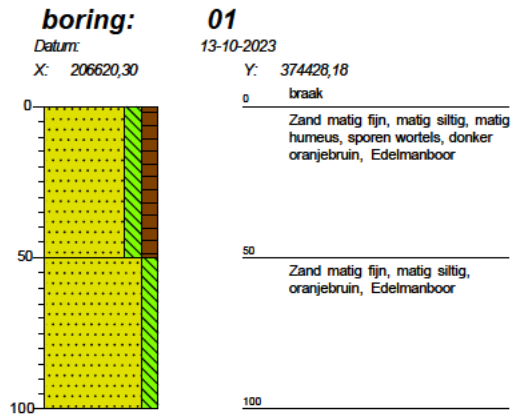 boring: 01
Datum: 13-10-2023
X: 206620,30 Y: 374428,18
0 0 braak
Zand matig fijn, matig siltig, matig
humeus, sporen wortels, donker
oranjebruin, Edelmanboor
50 50
Zand matig fijn, matig siltig,
oranjebruin, Edelmanboor
100 100